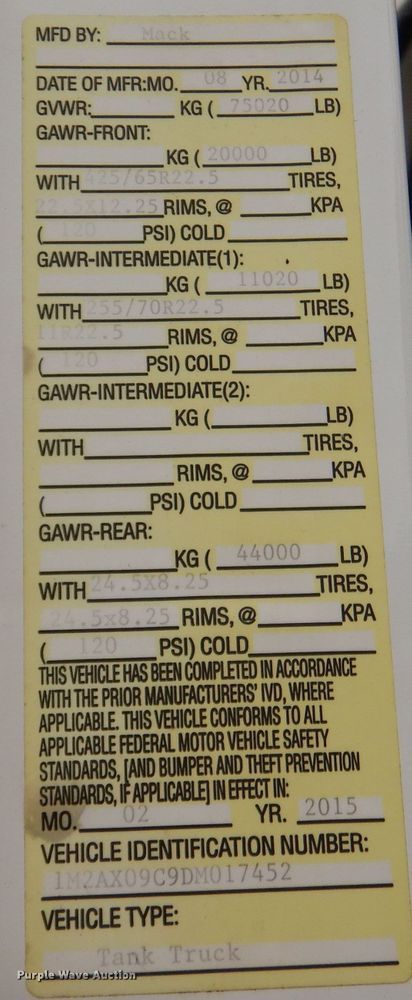 MFD BY: Mack
DATE OF MFR:MO. 08 YR. 2014
GVWR: KG ( 75020 LB)
GAWR-FRONT:
KG ( 20000 LB)
WITH 425/65R22.5 TIRES,
22.5X12.25 RIMS, @ KPA
( 120 PSI) COLD
GAWR-INTERMEDIATE(1):
KG ( 11020 LB)
WITH 255/70R22.5 TIRES,
11R22.5 RIMS, @ KPA
( 120 PSI) COLD
GAWR-INTERMEDIATE(2):
KG ( LB)
WITH TIRES,
RIMS, @ KPA
( PSI) COLD
GAWR-REAR:
KG ( 44000 LB)
WITH 24.5X8.25 TIRES,
24.5x8.25 RIMS, @ KPA
( 120 PSI) COLD
THIS VEHICLE HAS BEEN COMPLETED IN ACCORDANCE
WITH THE PRIOR MANUFACTURERS' IVD, WHERE
APPLICABLE. THIS VEHICLE CONFORMS TO ALL
APPLICABLE FEDERAL MOTOR VEHICLE SAFETY
STANDARDS, [AND BUMPER AND THEFT PREVENTION
STANDARDS, IF APPLICABLE] IN EFFECT IN:
MO. 02 YR. 2015
VEHICLE IDENTIFICATION NUMBER:
1M2AX09C9DM017452
VEHICLE TYPE:
Tank Truck
Purple Wave Auction